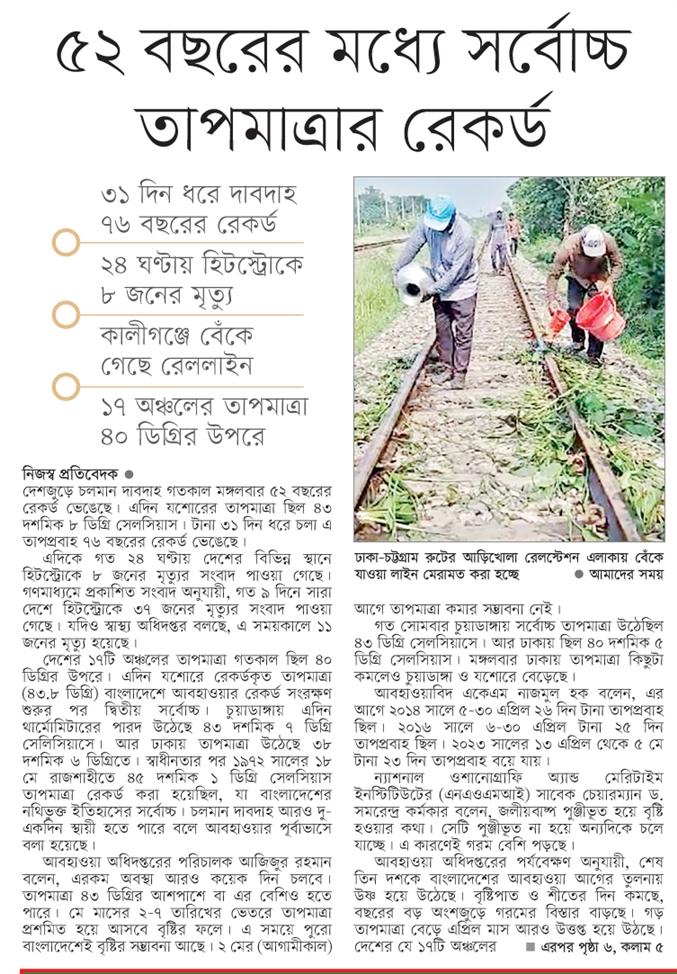 ৫২ বছরের মধ্যে সর্বোচ্চ
তাপমাত্রার রেকর্ড
৩১ দিন ধরে দাবদাহ
৭৬ বছরের রেকর্ড
২৪ ঘণ্টায় হিটস্ট্রোকে
৮ জনের মৃত্যু
কালীগঞ্জে বেঁকে
গেছে রেললাইন
১৭ অঞ্চলের তাপমাত্রা
৪০ ডিগ্রির উপরে
নিজস্ব প্রতিবেদক ●
দেশজুড়ে চলমান দাবদাহ গতকাল মঙ্গলবার ৫২ বছরের
রেকর্ড ভেঙেছে। এদিন যশোরের তাপমাত্রা ছিল ৪৩
দশমিক ৮ ডিগ্রি সেলসিয়াস। টানা ৩১ দিন ধরে চলা এ
তাপপ্রবাহ ৭৬ বছরের রেকর্ড ভেঙেছে।
এদিকে গত ২৪ ঘণ্টায় দেশের বিভিন্ন স্থানে
হিটস্ট্রোকে ৮ জনের মৃত্যুর সংবাদ পাওয়া গেছে।
গণমাধ্যমে প্রকাশিত সংবাদ অনুযায়ী, গত ৯ দিনে সারা
দেশে হিটস্ট্রোকে ৩৭ জনের মৃত্যুর সংবাদ পাওয়া
গেছে। যদিও স্বাস্থ্য অধিদপ্তর বলছে, এ সময়কালে ১১
জনের মৃত্যু হয়েছে।
দেশের ১৭টি অঞ্চলের তাপমাত্রা গতকাল ছিল ৪০
ডিগ্রির উপরে। এদিন যশোরে রেকর্ডকৃত তাপমাত্রা
(৪৩.৮ ডিগ্রি) বাংলাদেশে আবহাওয়ার রেকর্ড সংরক্ষণ
শুরুর পর দ্বিতীয় সর্বোচ্চ। চুয়াডাঙ্গায় এদিন
থার্মোমিটারের পারদ উঠেছে ৪৩ দশমিক ৭ ডিগ্রি
সেলিসিয়াসে। আর ঢাকায় তাপমাত্রা উঠেছে ৩৮
দশমিক ৬ ডিগ্রিতে। স্বাধীনতার পর ১৯৭২ সালের ১৮
মে রাজশাহীতে ৪৫ দশমিক ১ ডিগ্রি সেলসিয়াস
তাপমাত্রা রেকর্ড করা হয়েছিল, যা বাংলাদেশের
নথিভুক্ত ইতিহাসের সর্বোচ্চ। চলমান দাবদাহ আরও দু-
একদিন স্থায়ী হতে পারে বলে আবহাওয়ার পূর্বাভাসে
বলা হয়েছে।
আবহাওয়া অধিদপ্তরের পরিচালক আজিজুর রহমান
বলেন, এরকম অবস্থা আরও কয়েক দিন চলবে।
তাপমাত্রা ৪৩ ডিগ্রির আশপাশে বা এর বেশিও হতে
পারে। মে মাসের ২-৭ তারিখের ভেতরে তাপমাত্রা
প্রশমিত হয়ে আসবে বৃষ্টির ফলে। এ সময়ে পুরো
বাংলাদেশেই বৃষ্টির সম্ভবনা আছে। ২ মের (আগামীকাল)
ঢাকা-চট্টগ্রাম রুটের আড়িখোলা রেলস্টেশন এলাকায় বেঁকে
যাওয়া লাইন মেরামত করা হচ্ছে ● আমাদের সময়
আগে তাপমাত্রা কমার সম্ভাবনা নেই।
গত সোমবার চুয়াডাঙ্গায় সর্বোচ্চ তাপমাত্রা উঠেছিল
৪৩ ডিগ্রি সেলসিয়াসে। আর ঢাকায় ছিল ৪০ দশমিক ৫
ডিগ্রি সেলসিয়াস। মঙ্গলবার ঢাকায় তাপমাত্রা কিছুটা
কমলেও চুয়াডাঙ্গা ও যশোরে বেড়েছে।
আবহাওয়াবিদ একেএম নাজমুল হক বলেন, এর
আগে ২০১৪ সালে ৫-৩০ এপ্রিল ২৬ দিন টানা তাপপ্রবাহ
ছিল। ২০১৬ সালে ৬-৩০ এপ্রিল টানা ২৫ দিন
তাপপ্রবাহ ছিল। ২০২৩ সালের ১৩ এপ্রিল থেকে ৫ মে
টানা ২৩ দিন তাপপ্রবাহ বয়ে যায়।
ন্যাশনাল ওশানোগ্রাফি অ্যান্ড মেরিটাইম
ইনস্টিটিউটের (এনএওএমআই) সাবেক চেয়ারম্যান ড.
সমরেন্দ্র কর্মকার বলেন, জলীয়বাষ্প পুঞ্জীভূত হয়ে বৃষ্টি
হওয়ার কথা। সেটি পুঞ্জীভূত না হয়ে অন্যদিকে চলে
যাচ্ছে। এ কারণেই গরম বেশি পড়ছে।
আবহাওয়া অধিদপ্তরের পর্যবেক্ষণ অনুযায়ী, শেষ
তিন দশকে বাংলাদেশের আবহাওয়া আগের তুলনায়
উষ্ণ হয়ে উঠেছে। বৃষ্টিপাত ও শীতের দিন কমছে,
বছরের বড় অংশজুড়ে গরমের বিস্তার বাড়ছে। গড়
তাপমাত্রা বেড়ে এপ্রিল মাস আরও উত্তপ্ত হয়ে উঠছে।
দেশের যে ১৭টি অঞ্চলের ■ এরপর পৃষ্ঠা ৬, কলাম ৫